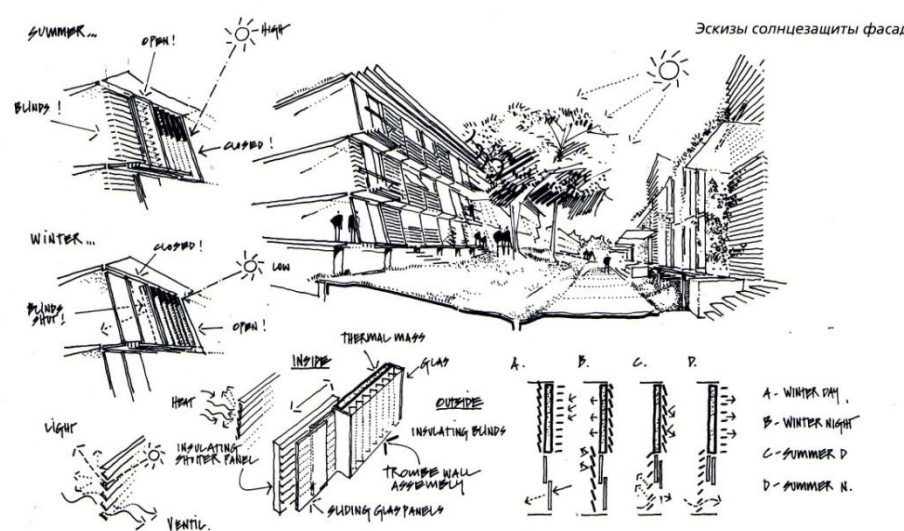 Эскизы солнцезащиты фасад
SUMMER...
OPEN!
HIGH
BLINDS!
CLOSED!
WINTER...
CLOSED!
LOW
BLINDS
SHUT!
OPEN!
THERMAL MASS
GLAS
INSIDE
OUTSIDE
HEAT
INSULATING BLINDS
LIGHT
INSULATING
SHUTTER PANEL
TROMBE WALL
ASSEMBLY
SLIDING GLAS PANELS
VENTIL.
A. B. C. D.
A - WINTER DAY.
B - WINTER NIGHT
C - SUMMER D
D - SUMMER N.